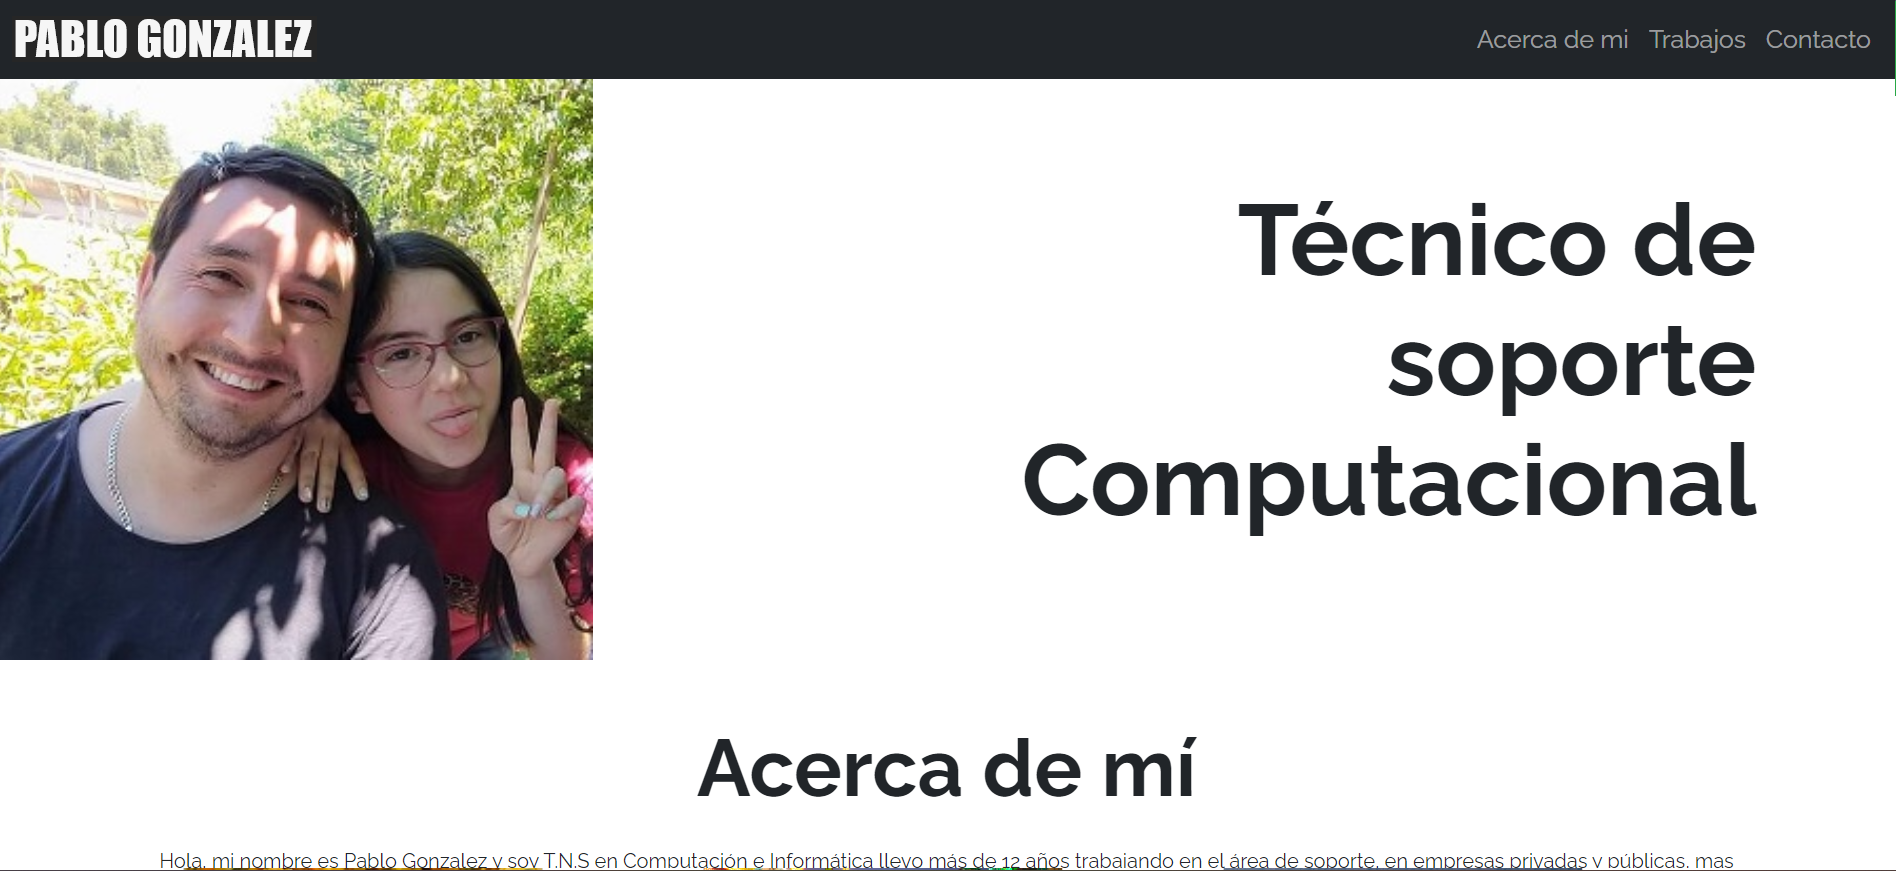 PABLO GONZALEZ
Acerca de mi Trabajos Contacto
Técnico de
soporte
Computacional
Acerca de mí
Hola, mi nombre es Pablo Gonzalez y soy T.N.S en Computación e Informática llevo más de 12 años trabajando en el área de soporte, en empresas privadas y públicas, mas